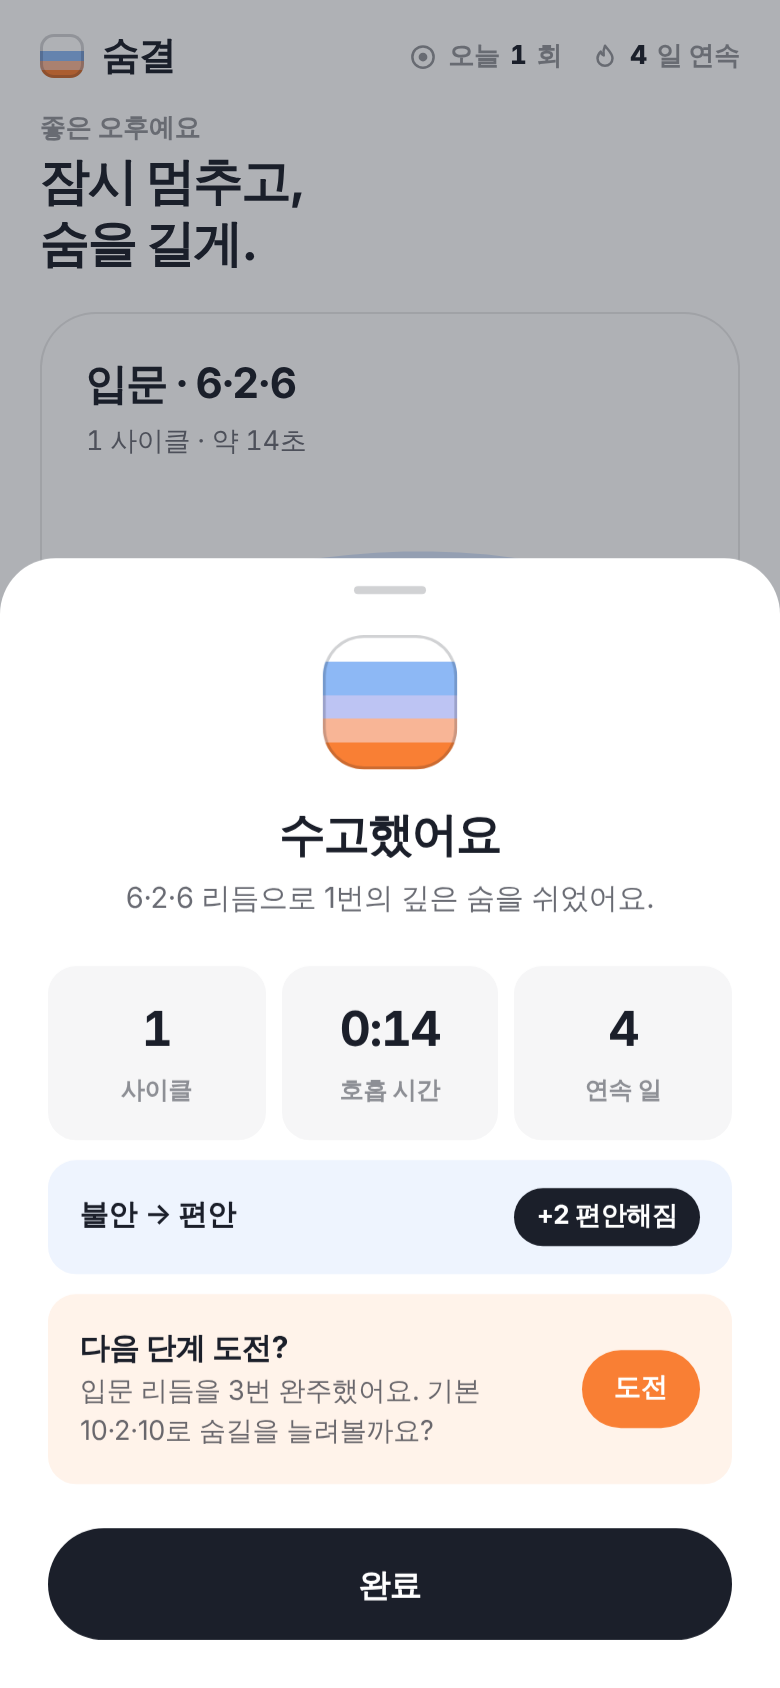 숨결
오늘 1 회 4 일 연속
좋은 오후예요
잠시 멈추고,
숨을 길게.
입문 · 6·2·6
1 사이클 · 약 14초
수고했어요
6·2·6 리듬으로 1번의 깊은 숨을 쉬었어요.
1
사이클
0:14
호흡 시간
4
연속 일
불안 → 편안
+2 편안해짐
다음 단계 도전?
입문 리듬을 3번 완주했어요. 기본
10·2·10로 숨길을 늘려볼까요?
도전
완료